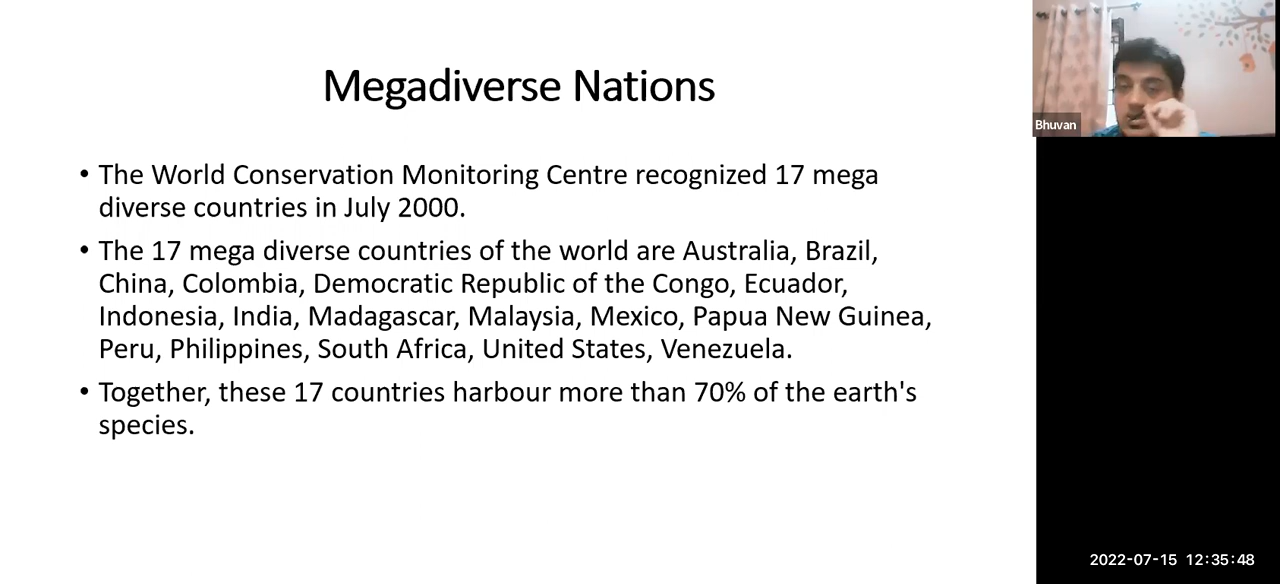 Megadiverse Nations
• The World Conservation Monitoring Centre recognized 17 mega
diverse countries in July 2000.
• The 17 mega diverse countries of the world are Australia, Brazil,
China, Colombia, Democratic Republic of the Congo, Ecuador,
Indonesia, India, Madagascar, Malaysia, Mexico, Papua New Guinea,
Peru, Philippines, South Africa, United States, Venezuela.
• Together, these 17 countries harbour more than 70% of the earth's
species.
Bhuvan
2022-07-15 12:35:48